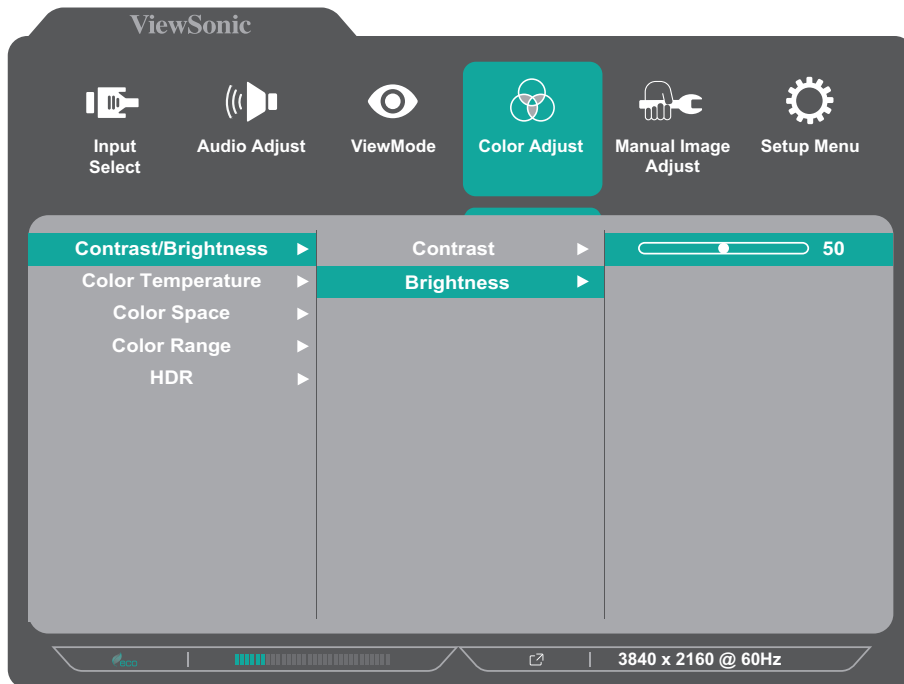 ViewSonic
Input Select
Audio Adjust
ViewMode
Color Adjust
Manual Image Adjust
Setup Menu
Contrast/Brightness
Contrast
50
Color Temperature
Brightness
Color Space
Color Range
HDR
eco
3840 x 2160 @ 60Hz